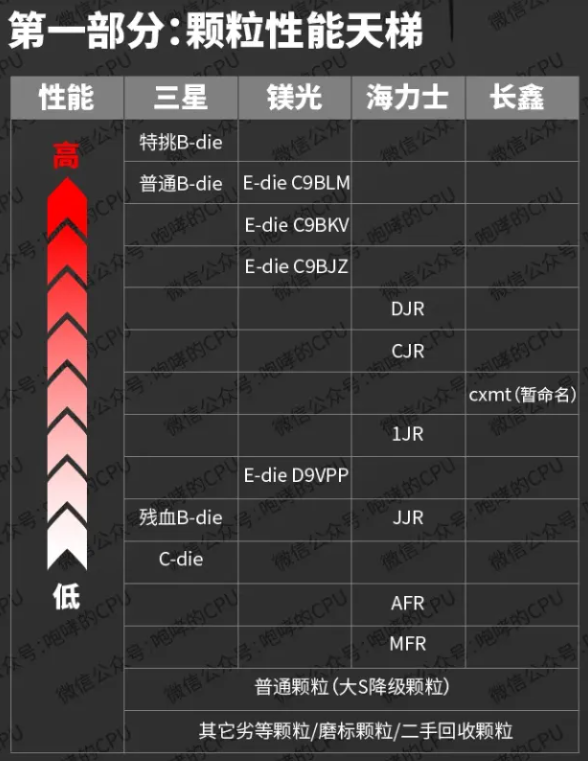 第一部分：颗粒性能天梯
性能 三星 镁光 海力士 长鑫
高 特挑B-die
普通B-die E-die C9BLM
E-die C9BKV
E-die C9BJZ
DJR
CJR
cxmt（暂命名）
1JR
E-die D9VPP
残血B-die JJR
C-die
低 AFR
MFR
普通颗粒（大S降级颗粒）
其它劣等颗粒/磨标颗粒/二手回收颗粒
微信公众号：咆哮的CPU